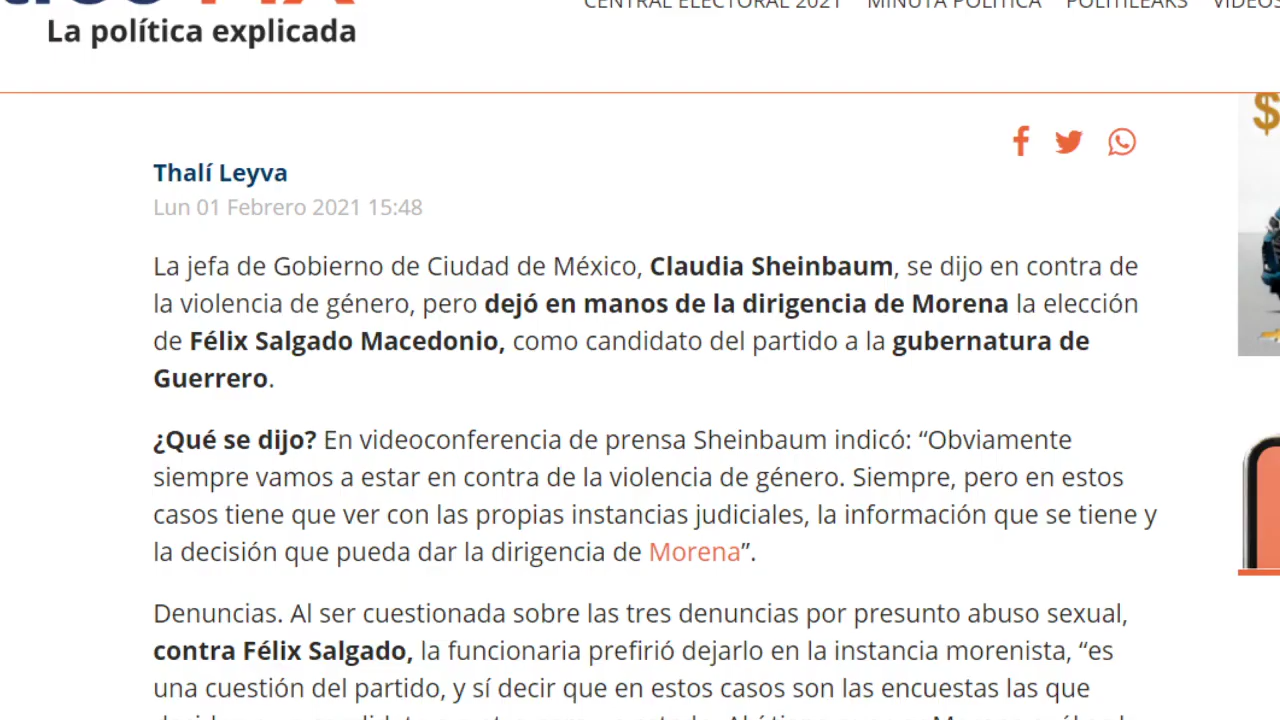 CENTRAL ELECTORAL 2021 MINUTA POLÍTICA POLITILEAKS VIDEOS
La política explicada
$
Thalí Leyva
Lun 01 Febrero 2021 15:48
La jefa de Gobierno de Ciudad de México, Claudia Sheinbaum, se dijo en contra de
la violencia de género, pero dejó en manos de la dirigencia de Morena la elección
de Félix Salgado Macedonio, como candidato del partido a la gubernatura de
Guerrero.
¿Qué se dijo? En videoconferencia de prensa Sheinbaum indicó: “Obviamente
siempre vamos a estar en contra de la violencia de género. Siempre, pero en estos
casos tiene que ver con las propias instancias judiciales, la información que se tiene y
la decisión que pueda dar la dirigencia de Morena”.
Denuncias. Al ser cuestionada sobre las tres denuncias por presunto abuso sexual,
contra Félix Salgado, la funcionaria prefirió dejarlo en la instancia morenista, “es
una cuestión del partido, y sí decir que en estos casos son las encuestas las que